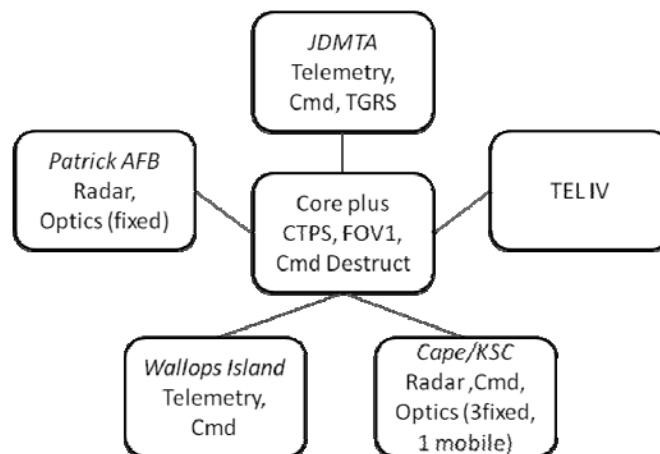 JDMTA
Telemetry,
Cmd, TGRS
Patrick AFB
Radar,
Optics (fixed)
Core plus
CTPS, FOV1,
Cmd Destruct
TEL IV
Wallops Island
Telemetry,
Cmd
Cape/KSC
Radar ,Cmd,
Optics (3fixed,
1 mobile)